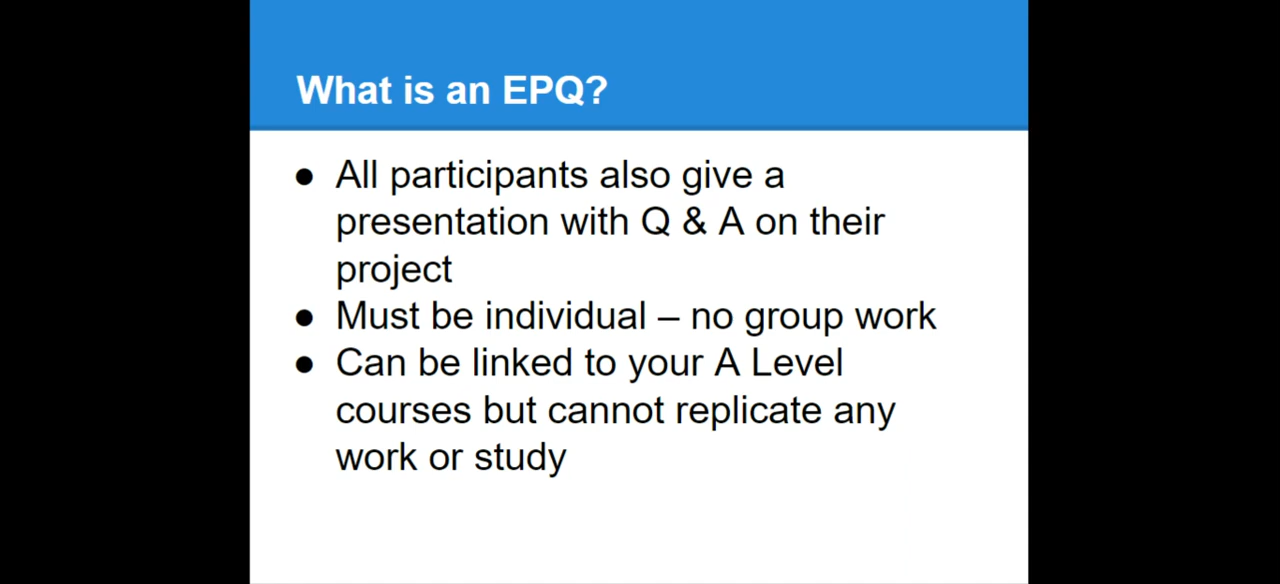 What is an EPQ?
● All participants also give a
presentation with Q & A on their
project
● Must be individual – no group work
● Can be linked to your A Level
courses but cannot replicate any
work or study